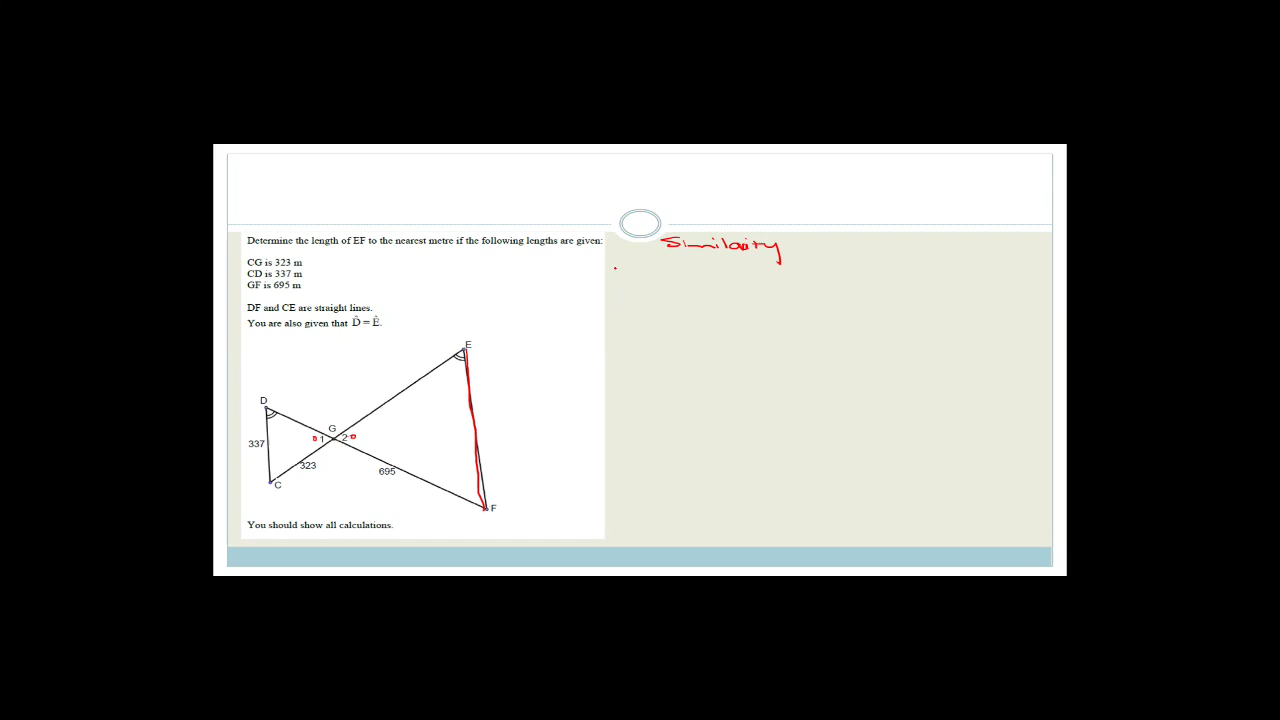 Determine the length of EF to the nearest metre if the following lengths are given:
Similarity
CG is 323 m
CD is 337 m
GF is 695 m
DF and CE are straight lines.
You are also given that D̂ = Ê.
E
D
G
1
2
337
323
695
C
F
You should show all calculations.